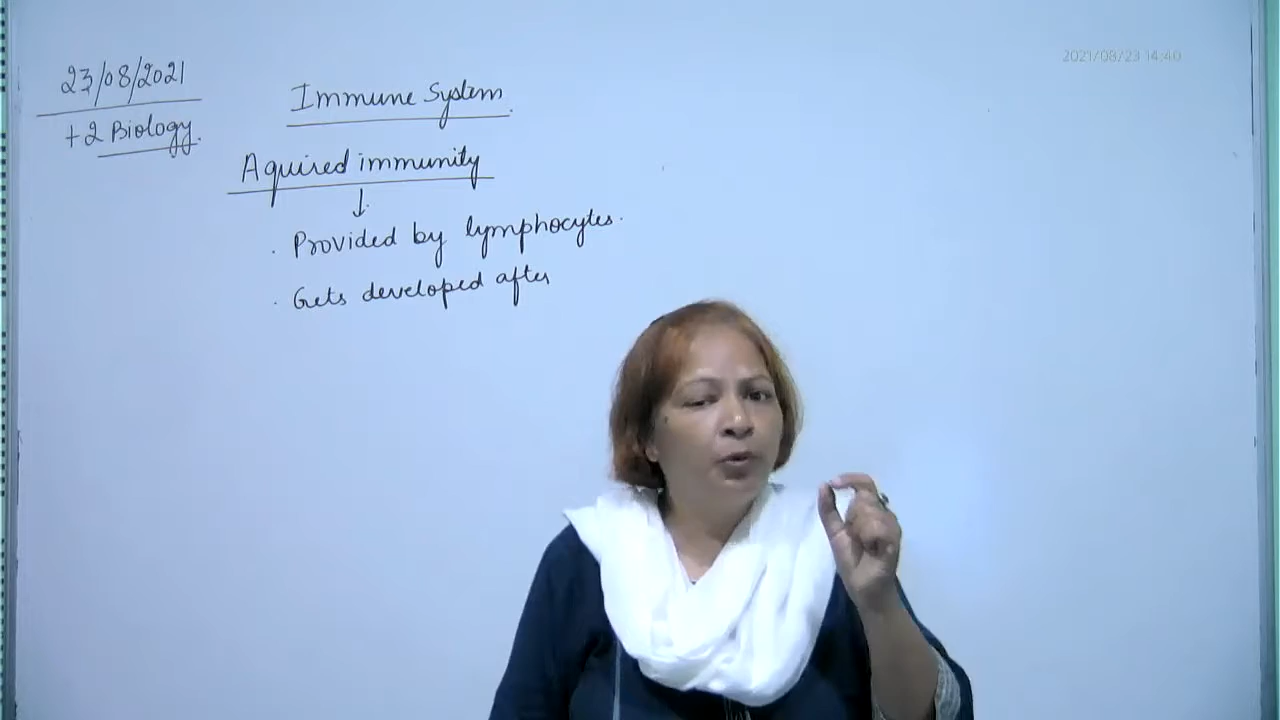 23/08/2021
2021/08/23 14:40
+2 Biology.
Immune System.
Aquired immunity
↓
· Provided by lymphocytes.
· Gets developed after